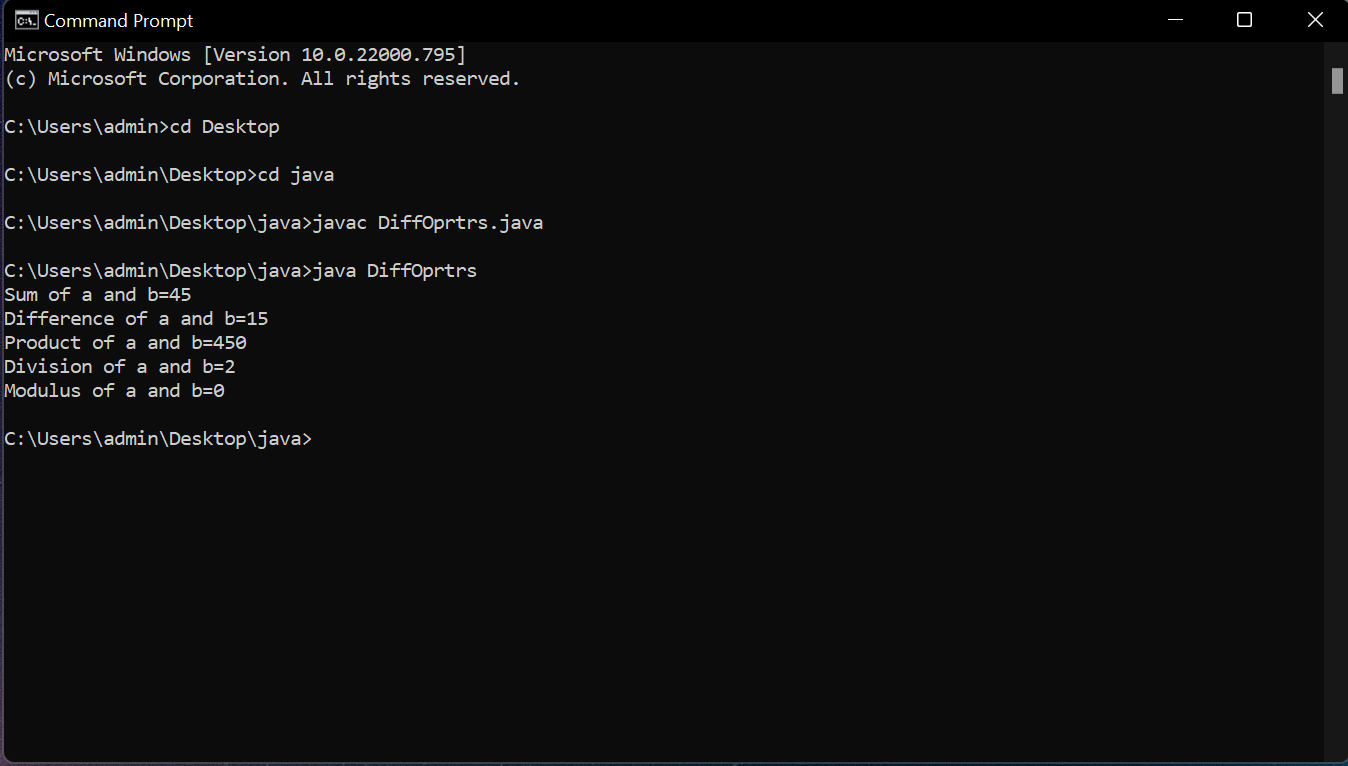 Command Prompt
Microsoft Windows [Version 10.0.22000.795]
(c) Microsoft Corporation. All rights reserved.
C:\Users\admin>cd Desktop
C:\Users\admin\Desktop>cd java
C:\Users\admin\Desktop\java>javac DiffOprtrs.java
C:\Users\admin\Desktop\java>java DiffOprtrs
Sum of a and b=45
Difference of a and b=15
Product of a and b=450
Division of a and b=2
Modulus of a and b=0
C:\Users\admin\Desktop\java>